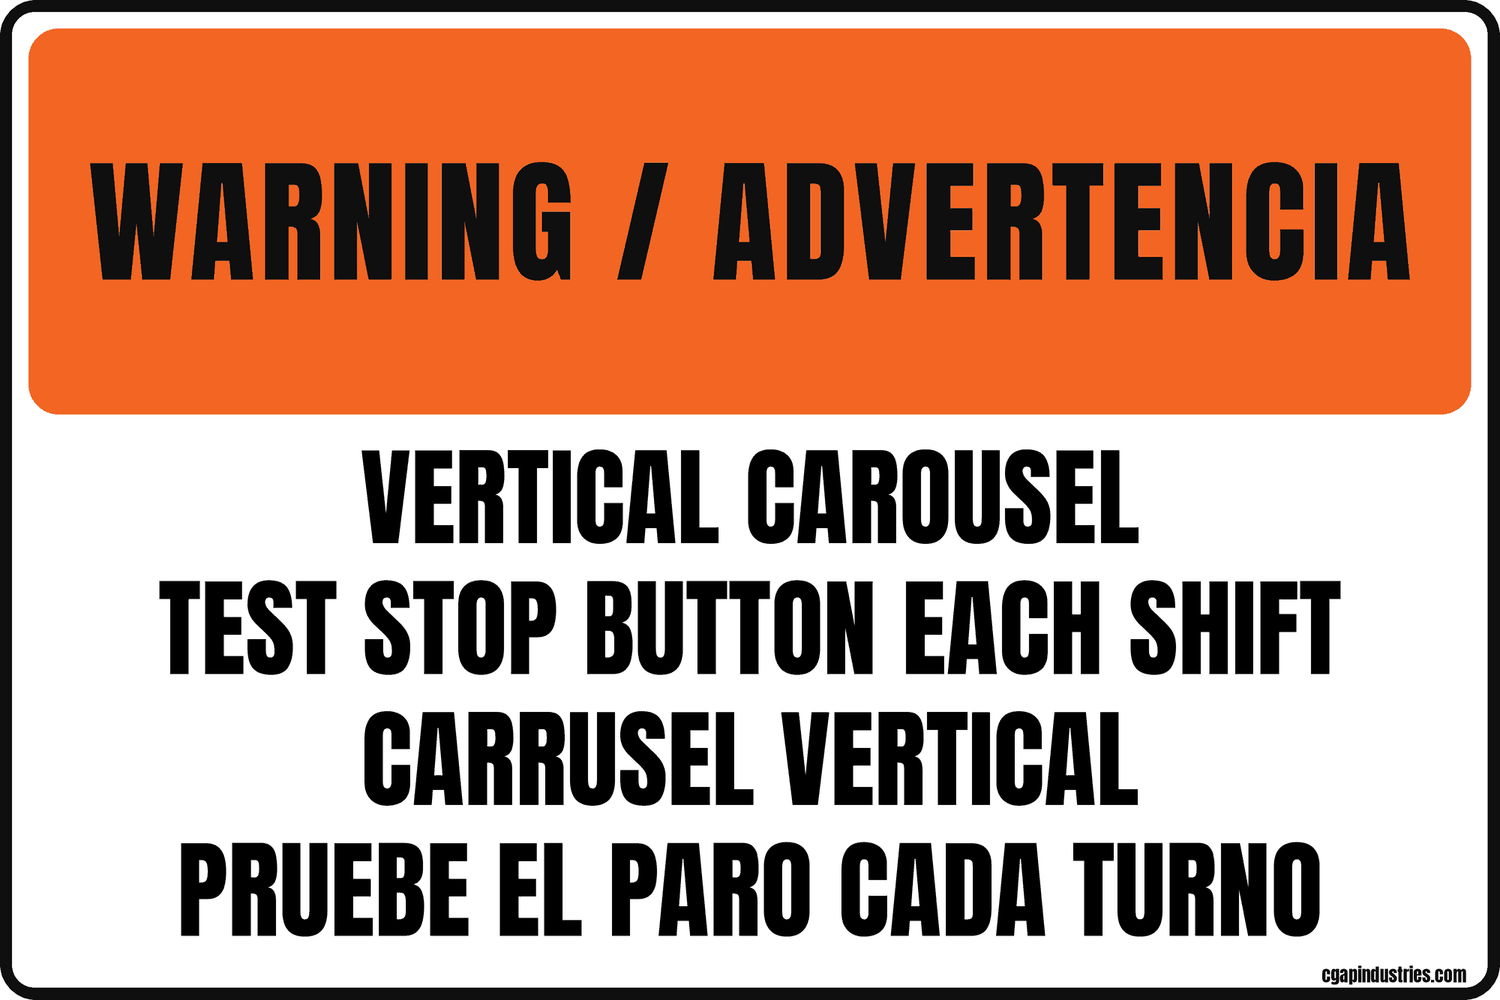 WARNING / ADVERTENCIA
VERTICAL CAROUSEL
TEST STOP BUTTON EACH SHIFT
CARRUSEL VERTICAL
PRUEBE EL PARO CADA TURNO
cgapindustries.com